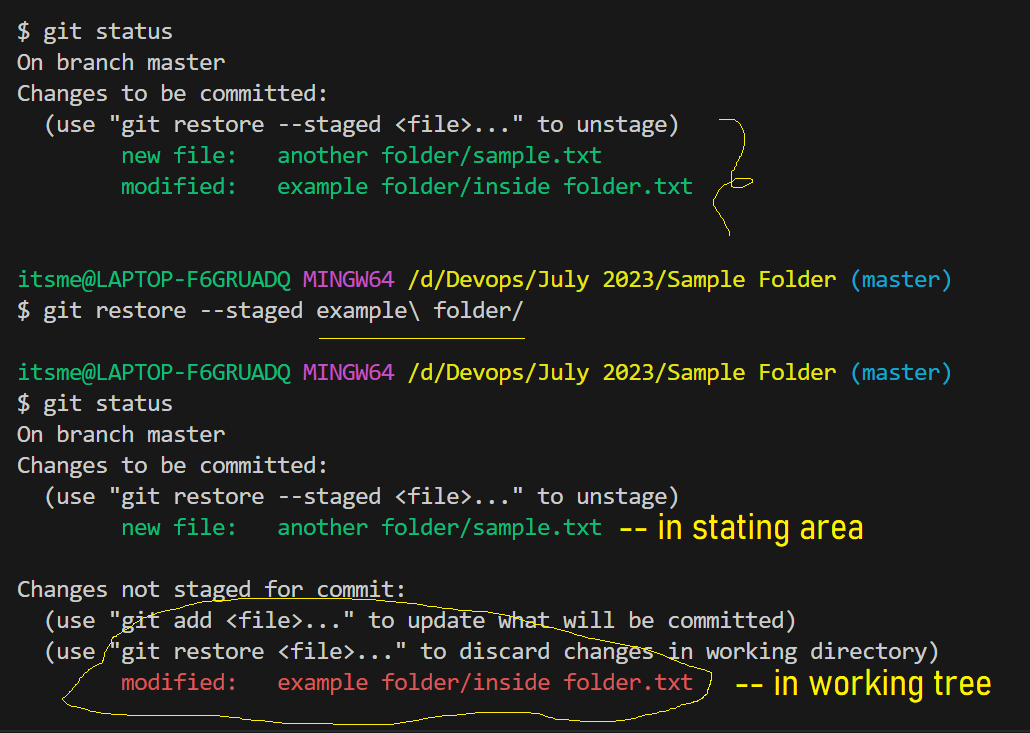 $ git status
On branch master
Changes to be committed:
  (use "git restore --staged <file>..." to unstage)
        new file:   another folder/sample.txt
        modified:   example folder/inside folder.txt
itsme@LAPTOP-F6GRUADQ MINGW64 /d/Devops/July 2023/Sample Folder (master)
$ git restore --staged example\ folder/
itsme@LAPTOP-F6GRUADQ MINGW64 /d/Devops/July 2023/Sample Folder (master)
$ git status
On branch master
Changes to be committed:
  (use "git restore --staged <file>..." to unstage)
        new file:   another folder/sample.txt -- in stating area
Changes not staged for commit:
  (use "git add <file>..." to update what will be committed)
  (use "git restore <file>..." to discard changes in working directory)
        modified:   example folder/inside folder.txt -- in working tree